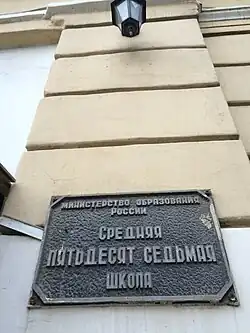 МИНИСТЕРСТВО ОБРАЗОВАНИЯ
РОССИИ
СРЕДНЯЯ
ПЯТЬДЕСЯТ СЕДЬМАЯ
ШКОЛА